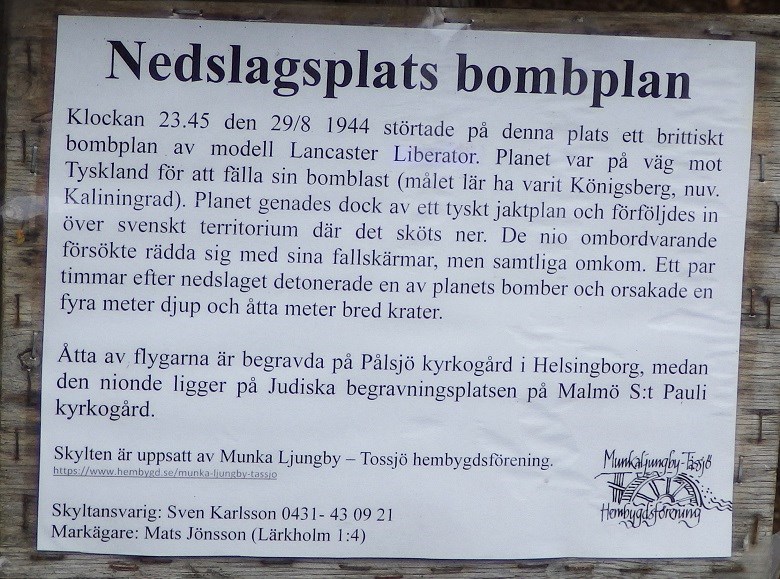 Nedslagsplats bombplan
Klockan 23.45 den 29/8 1944 störtade på denna plats ett brittiskt
bombplan av modell Lancaster Liberator. Planet var på väg mot
Tyskland för att fälla sin bomblast (målet lär ha varit Königsberg, nuv.
Kaliningrad). Planet genades dock av ett tyskt jaktplan och förföljdes in
över svenskt territorium där det sköts ner. De nio ombordvarande
försökte rädda sig med sina fallskärmar, men samtliga omkom. Ett par
timmar efter nedslaget detonerade en av planets bomber och orsakade en
fyra meter djup och åtta meter bred krater.
Åtta av flygarna är begravda på Pålsjö kyrkogård i Helsingborg, medan
den nionde ligger på Judiska begravningsplatsen på Malmö S:t Pauli
kyrkogård.
Skylten är uppsatt av Munka Ljungby – Tossjö hembygdsförening.
https://www.hembygd.se/munka-ljungby-tassjo
Skyltansvarig: Sven Karlsson 0431- 43 09 21
Markägare: Mats Jönsson (Lärkholm 1:4)
Munkaljungby-Tåssjö
Hembygdsförening